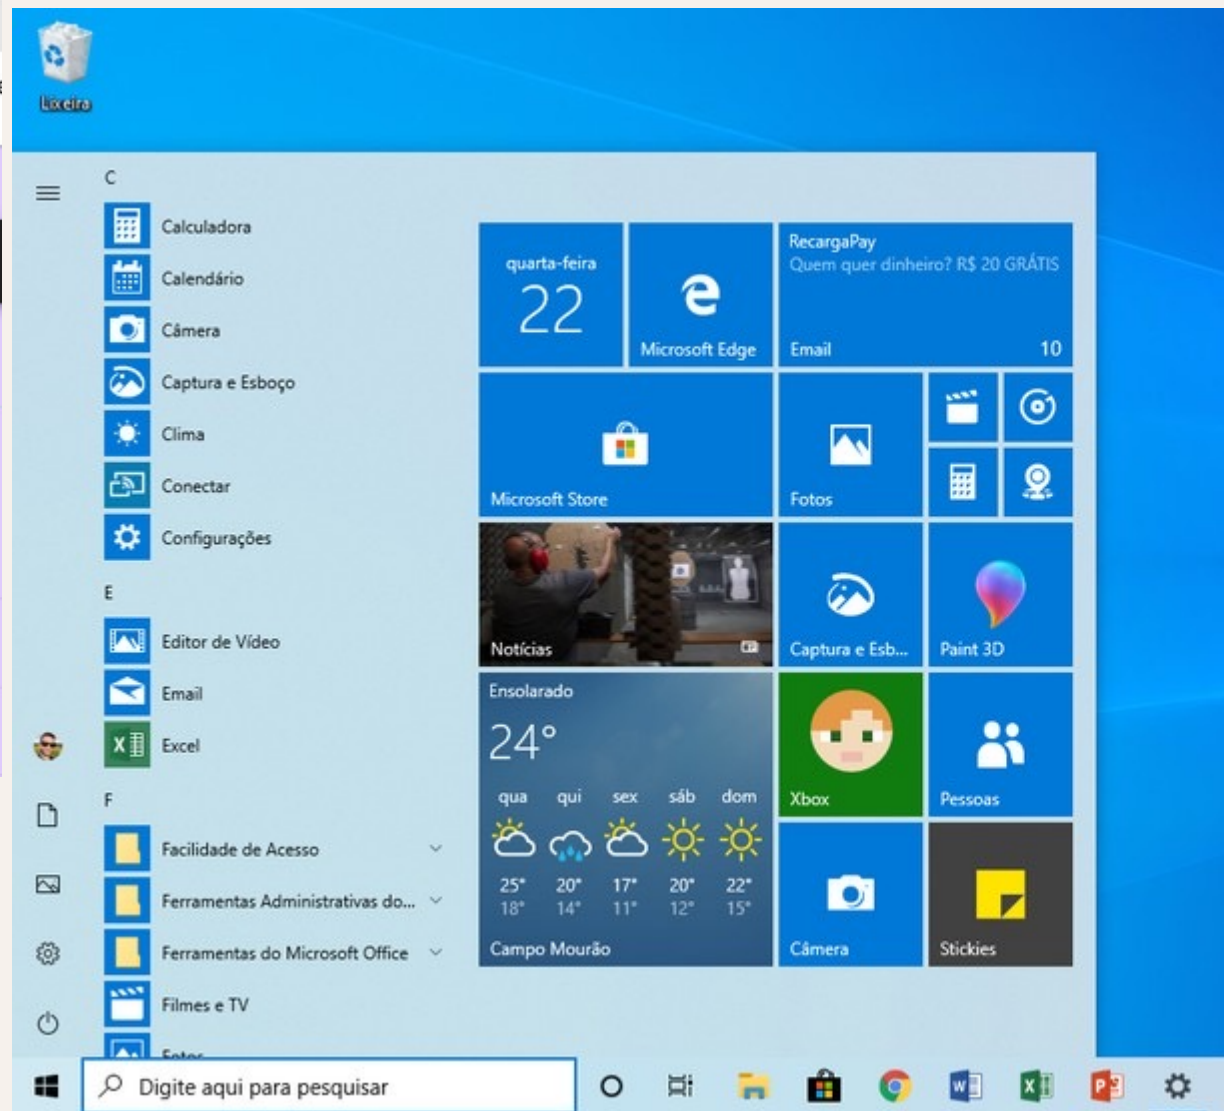 Lixeira
C
Calculadora
Calendário
Câmera
Captura e Esboço
Clima
Conectar
Configurações
E
Editor de Vídeo
Email
Excel
F
Facilidade de Acesso
Ferramentas Administrativas do...
Ferramentas do Microsoft Office
Filmes e TV
Fotos
quarta-feira
22
Microsoft Edge
RecargaPay
Quem quer dinheiro? R$ 20 GRÁTIS
Email 10
Microsoft Store
Fotos
Notícias
Captura e Esb...
Paint 3D
Ensolarado
24°
qua qui sex sáb dom
25° 20° 17° 20° 22°
18° 14° 11° 12° 15°
Campo Mourão
Xbox
Pessoas
Câmera
Stickies
Digite aqui para pesquisar